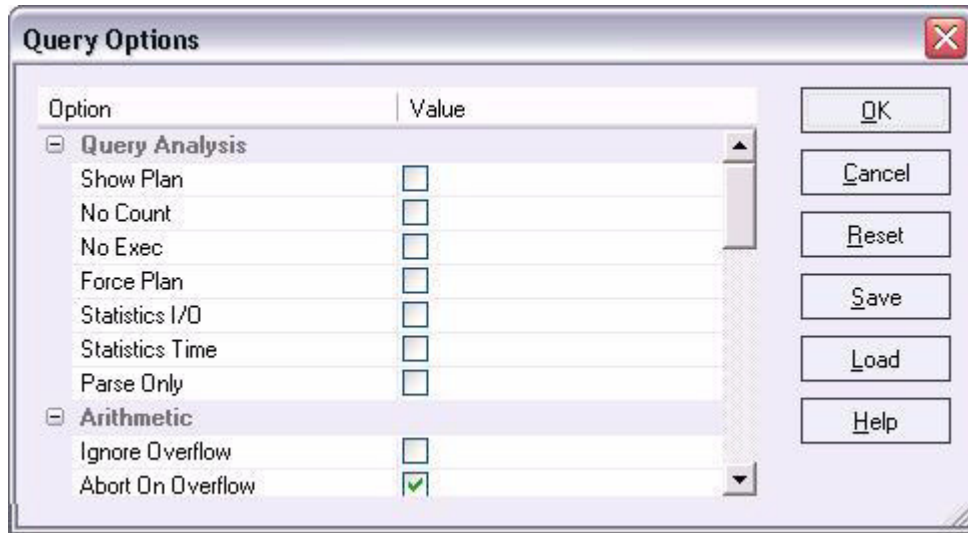 Query Options
Option Value
Query Analysis
Show Plan
No Count
No Exec
Force Plan
Statistics I/O
Statistics Time
Parse Only
Arithmetic
Ignore Overflow
Abort On Overflow
OK
Cancel
Reset
Save
Load
Help